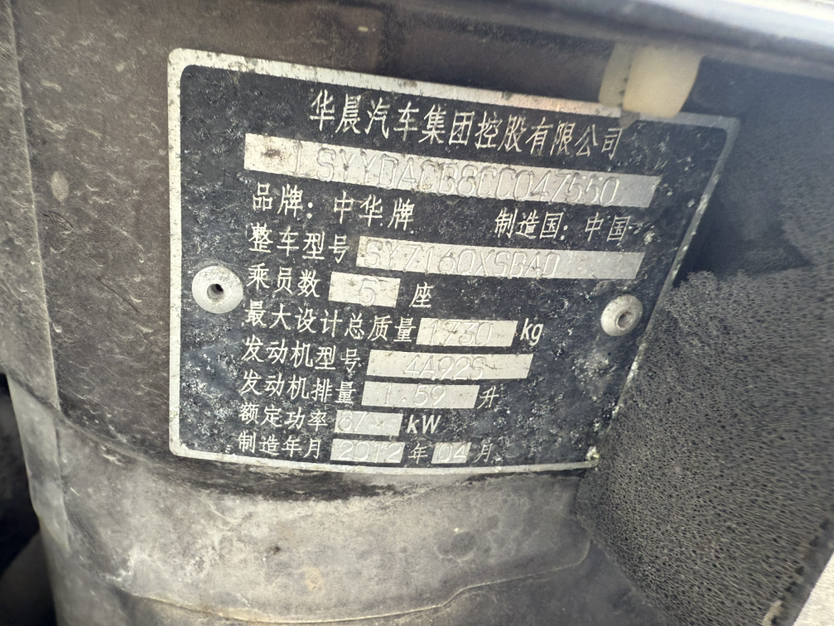 华晨汽车集团控股有限公司
LSYYDACB8CC047550
品牌：中华牌 制造国：中国
整车型号 SY7160XSBAD
乘员数 5 座
最大设计总质量 1930 kg
发动机型号 4A92S
发动机排量 1.59 升
额定功率 kW
制造年月 2012 年 04 月